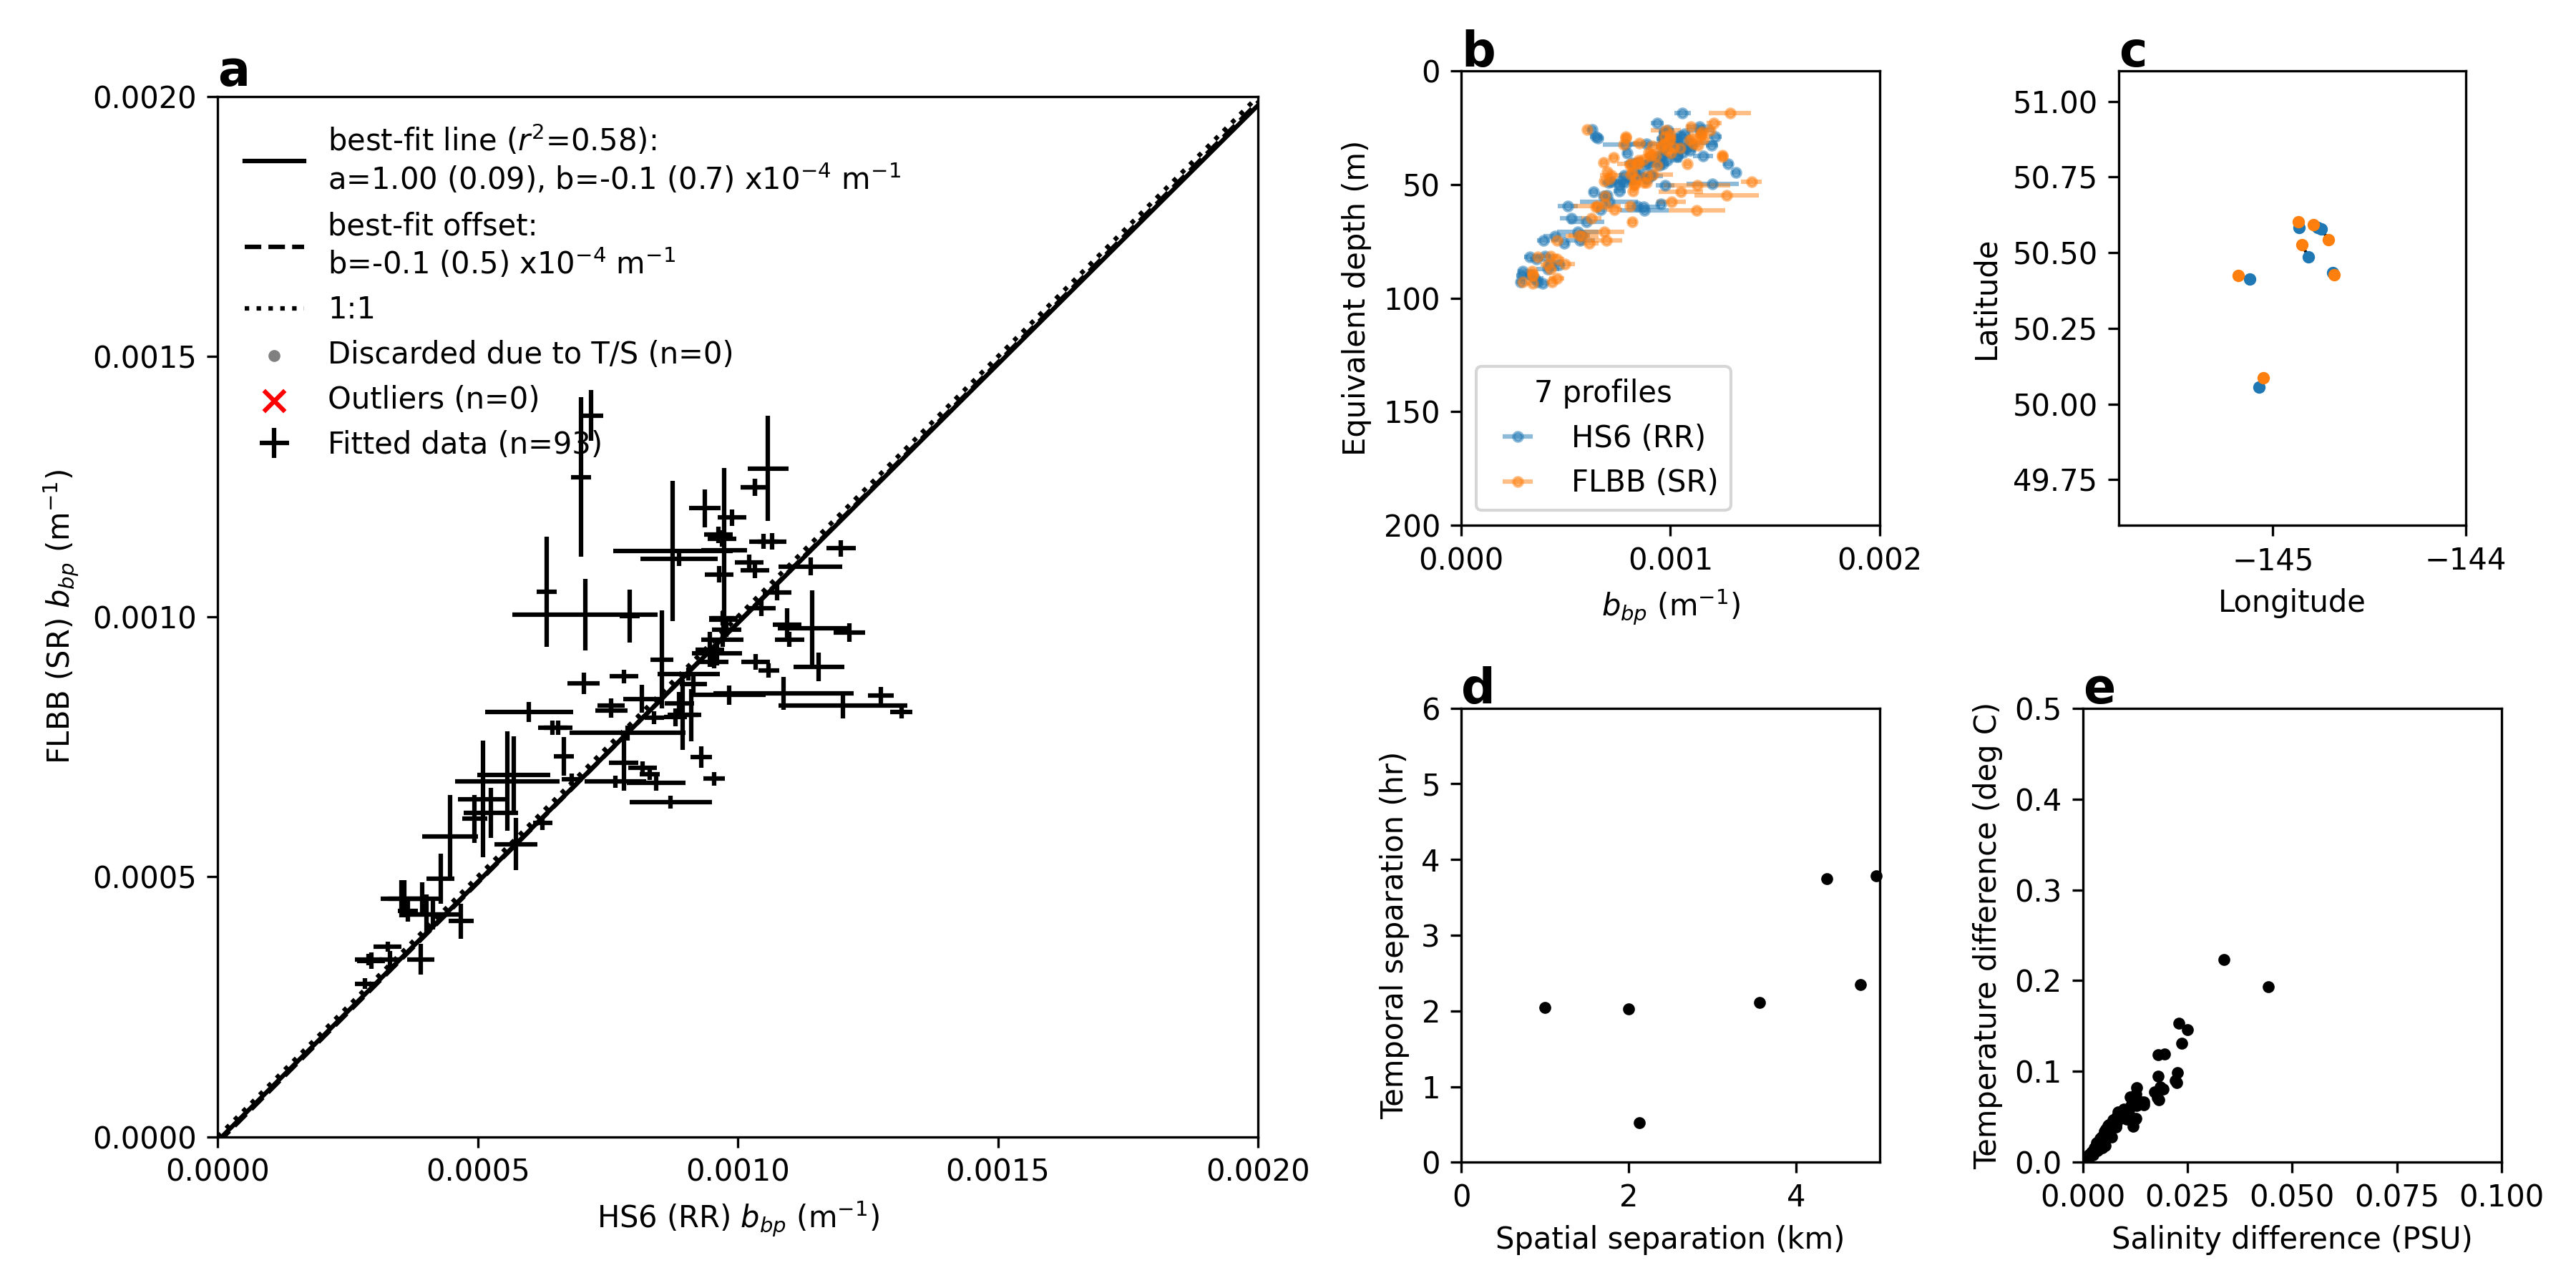 a
0.0020
0.0015
0.0010
0.0005
0.0000
FLBB (SR) b_bp (m⁻¹)
best-fit line (r²=0.58):
a=1.00 (0.09), b=-0.1 (0.7) x10⁻⁴ m⁻¹
best-fit offset:
b=-0.1 (0.5) x10⁻⁴ m⁻¹
1:1
Discarded due to T/S (n=0)
Outliers (n=0)
Fitted data (n=93)
0.0000 0.0005 0.0010 0.0015 0.0020
HS6 (RR) b_bp (m⁻¹)
b
0
50
100
150
200
Equivalent depth (m)
7 profiles
HS6 (RR)
FLBB (SR)
0.000 0.001 0.002
b_bp (m⁻¹)
c
51.00
50.75
50.50
50.25
50.00
49.75
Latitude
−145 −144
Longitude
d
6
5
4
3
2
1
0
Temporal separation (hr)
0 2 4
Spatial separation (km)
e
0.5
0.4
0.3
0.2
0.1
0.0
Temperature difference (deg C)
0.000 0.025 0.050 0.075 0.100
Salinity difference (PSU)